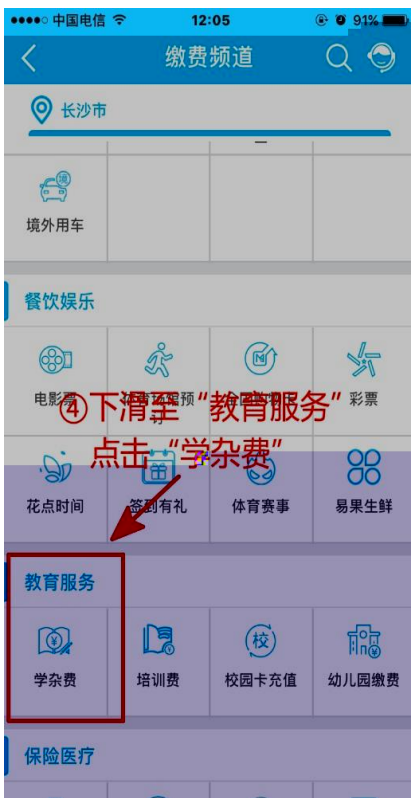 中国电信 12:05 91%
缴费频道
长沙市
境外用车
餐饮娱乐
电影票 彩票
④下滑至“教育服务”
点击“学杂费”
花点时间 签到有礼 体育赛事 易果生鲜
教育服务
学杂费 培训费 校园卡充值 幼儿园缴费
保险医疗